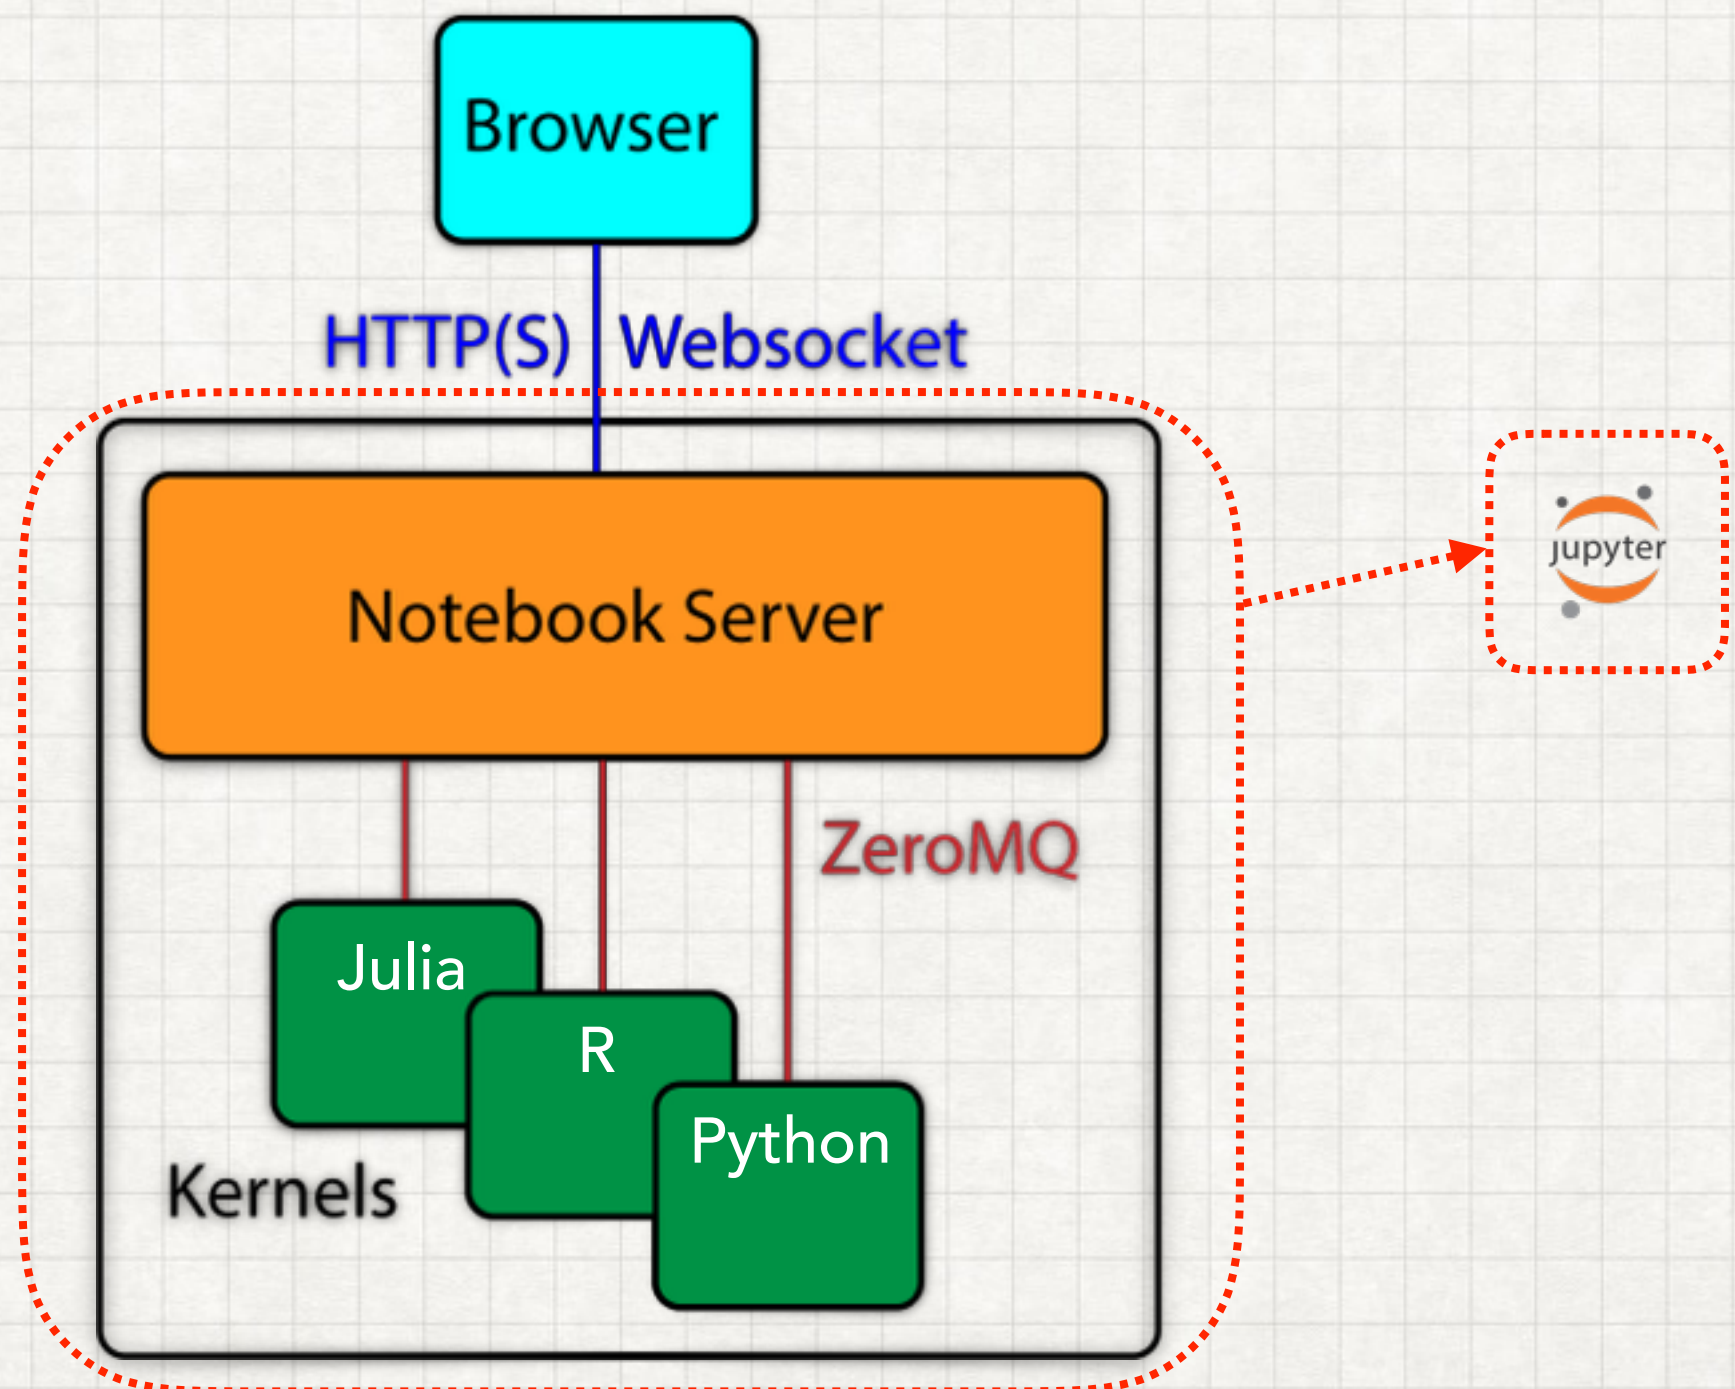 Browser
HTTP(S) Websocket
Notebook Server
jupyter
ZeroMQ
Julia
R
Python
Kernels